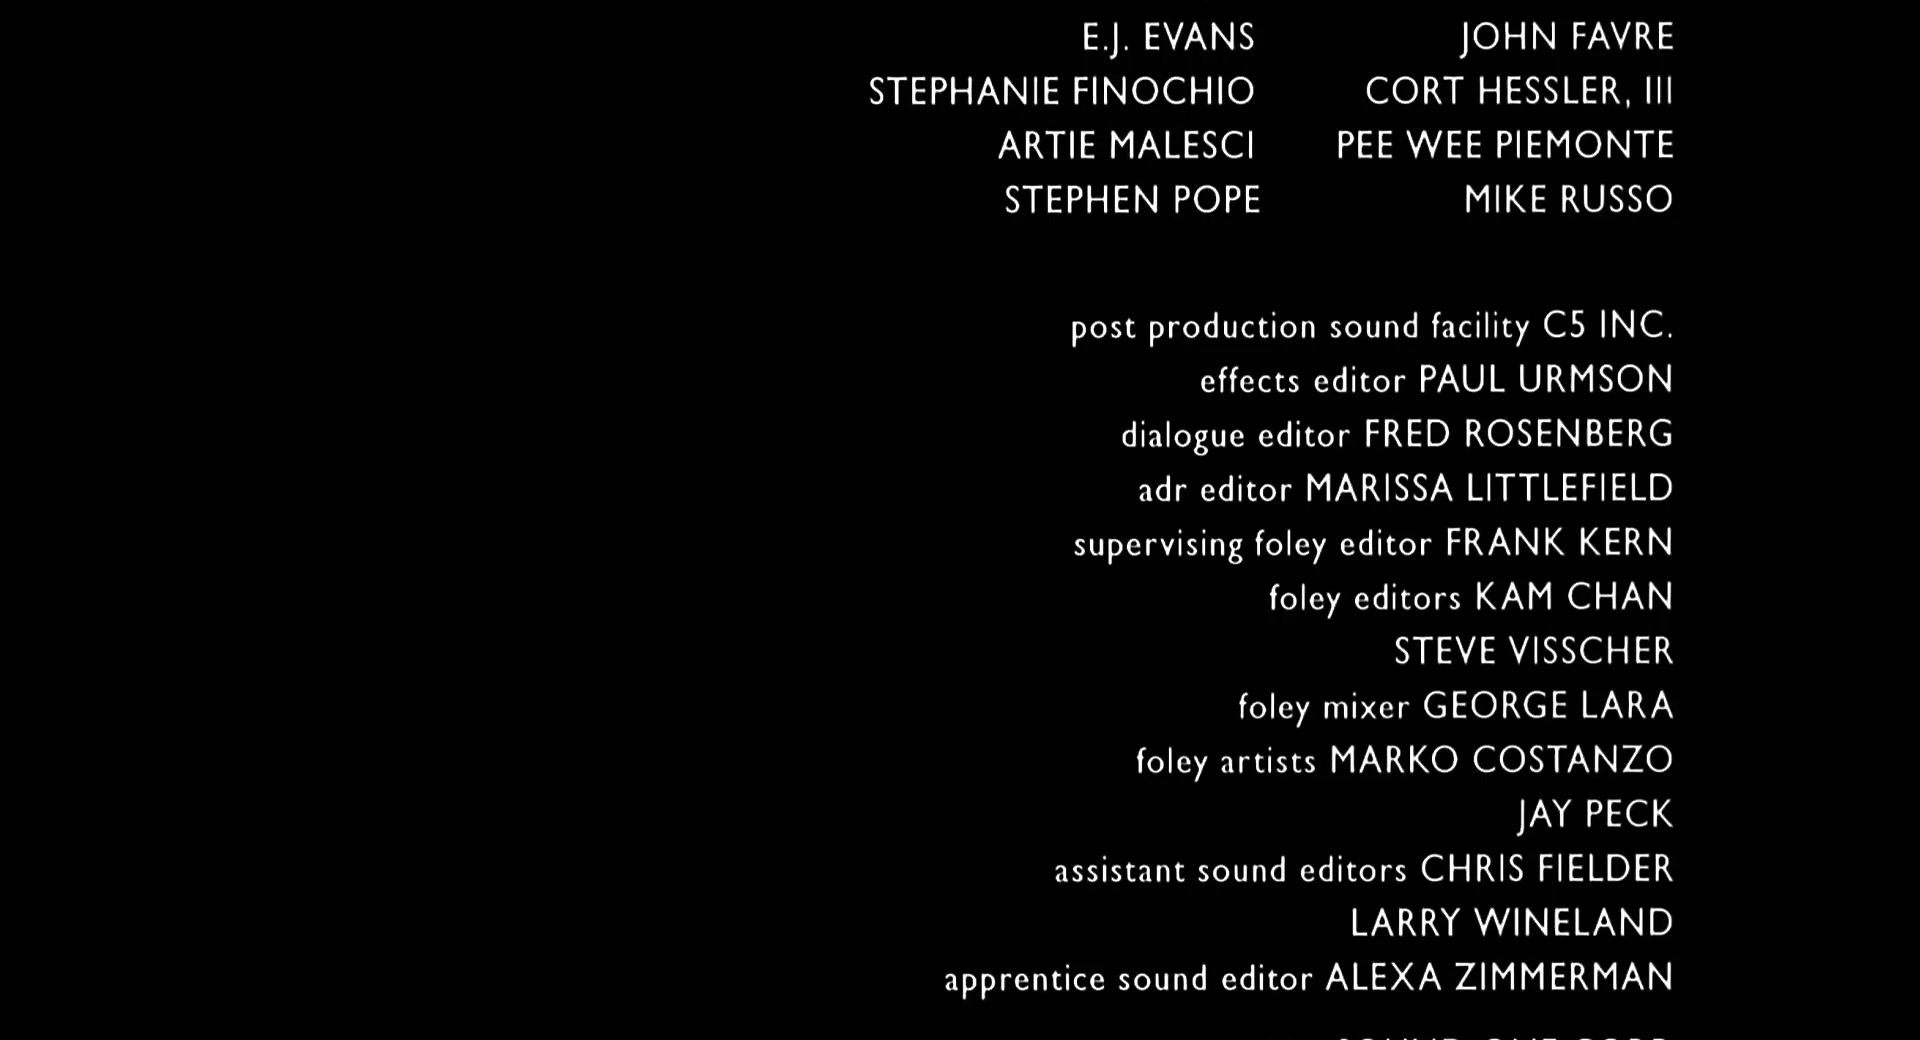 E.J. EVANS JOHN FAVRE
STEPHANIE FINOCHIO CORT HESSLER, III
ARTIE MALESCI PEE WEE PIEMONTE
STEPHEN POPE MIKE RUSSO
post production sound facility C5 INC.
effects editor PAUL URMSON
dialogue editor FRED ROSENBERG
adr editor MARISSA LITTLEFIELD
supervising foley editor FRANK KERN
foley editors KAM CHAN
STEVE VISSCHER
foley mixer GEORGE LARA
foley artists MARKO COSTANZO
JAY PECK
assistant sound editors CHRIS FIELDER
LARRY WINELAND
apprentice sound editor ALEXA ZIMMERMAN